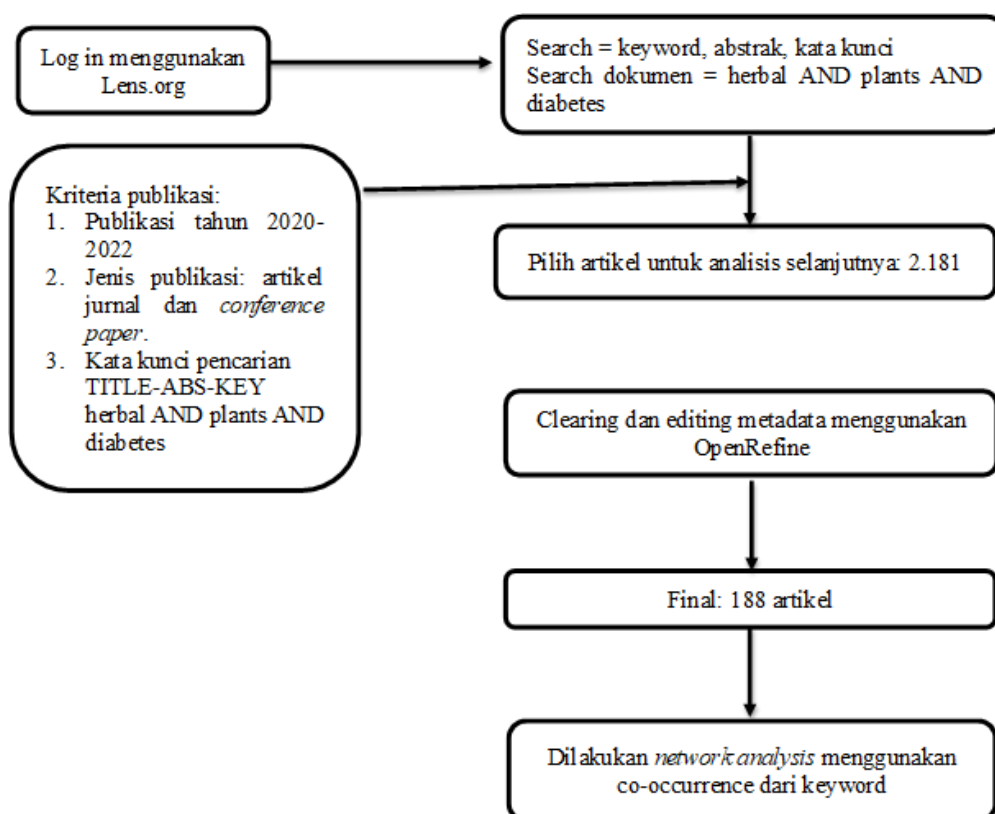 Log in menggunakan
Lens.org
Search = keyword, abstrak, kata kunci
Search dokumen = herbal AND plants AND
diabetes
Kriteria publikasi:
1. Publikasi tahun 2020-
2022
2. Jenis publikasi: artikel
jurnal dan conference
paper.
3. Kata kunci pencarian
TITLE-ABS-KEY
herbal AND plants AND
diabetes
Pilih artikel untuk analisis selanjutnya: 2.181
Clearing dan editing metadata menggunakan
OpenRefine
Final: 188 artikel
Dilakukan network analysis menggunakan
co-occurrence dari keyword